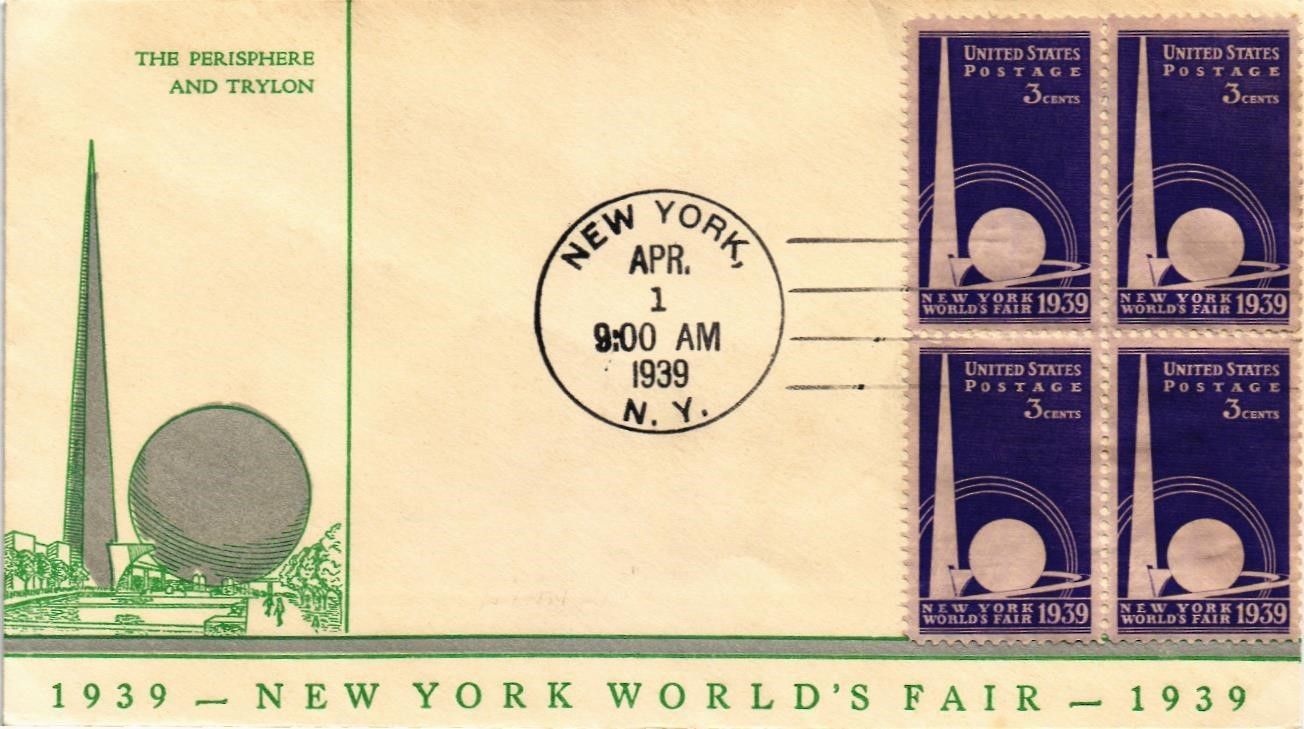 THE PERISPHERE
AND TRYLON
NEW YORK,
APR.
1
9:00 AM
1939
N. Y.
UNITED STATES
POSTAGE
3 CENTS
NEW YORK
WORLD'S FAIR 1939
UNITED STATES
POSTAGE
3 CENTS
NEW YORK
WORLD'S FAIR 1939
UNITED STATES
POSTAGE
3 CENTS
NEW YORK
WORLD'S FAIR 1939
UNITED STATES
POSTAGE
3 CENTS
NEW YORK
WORLD'S FAIR 1939
1939 — NEW YORK WORLD'S FAIR — 1939